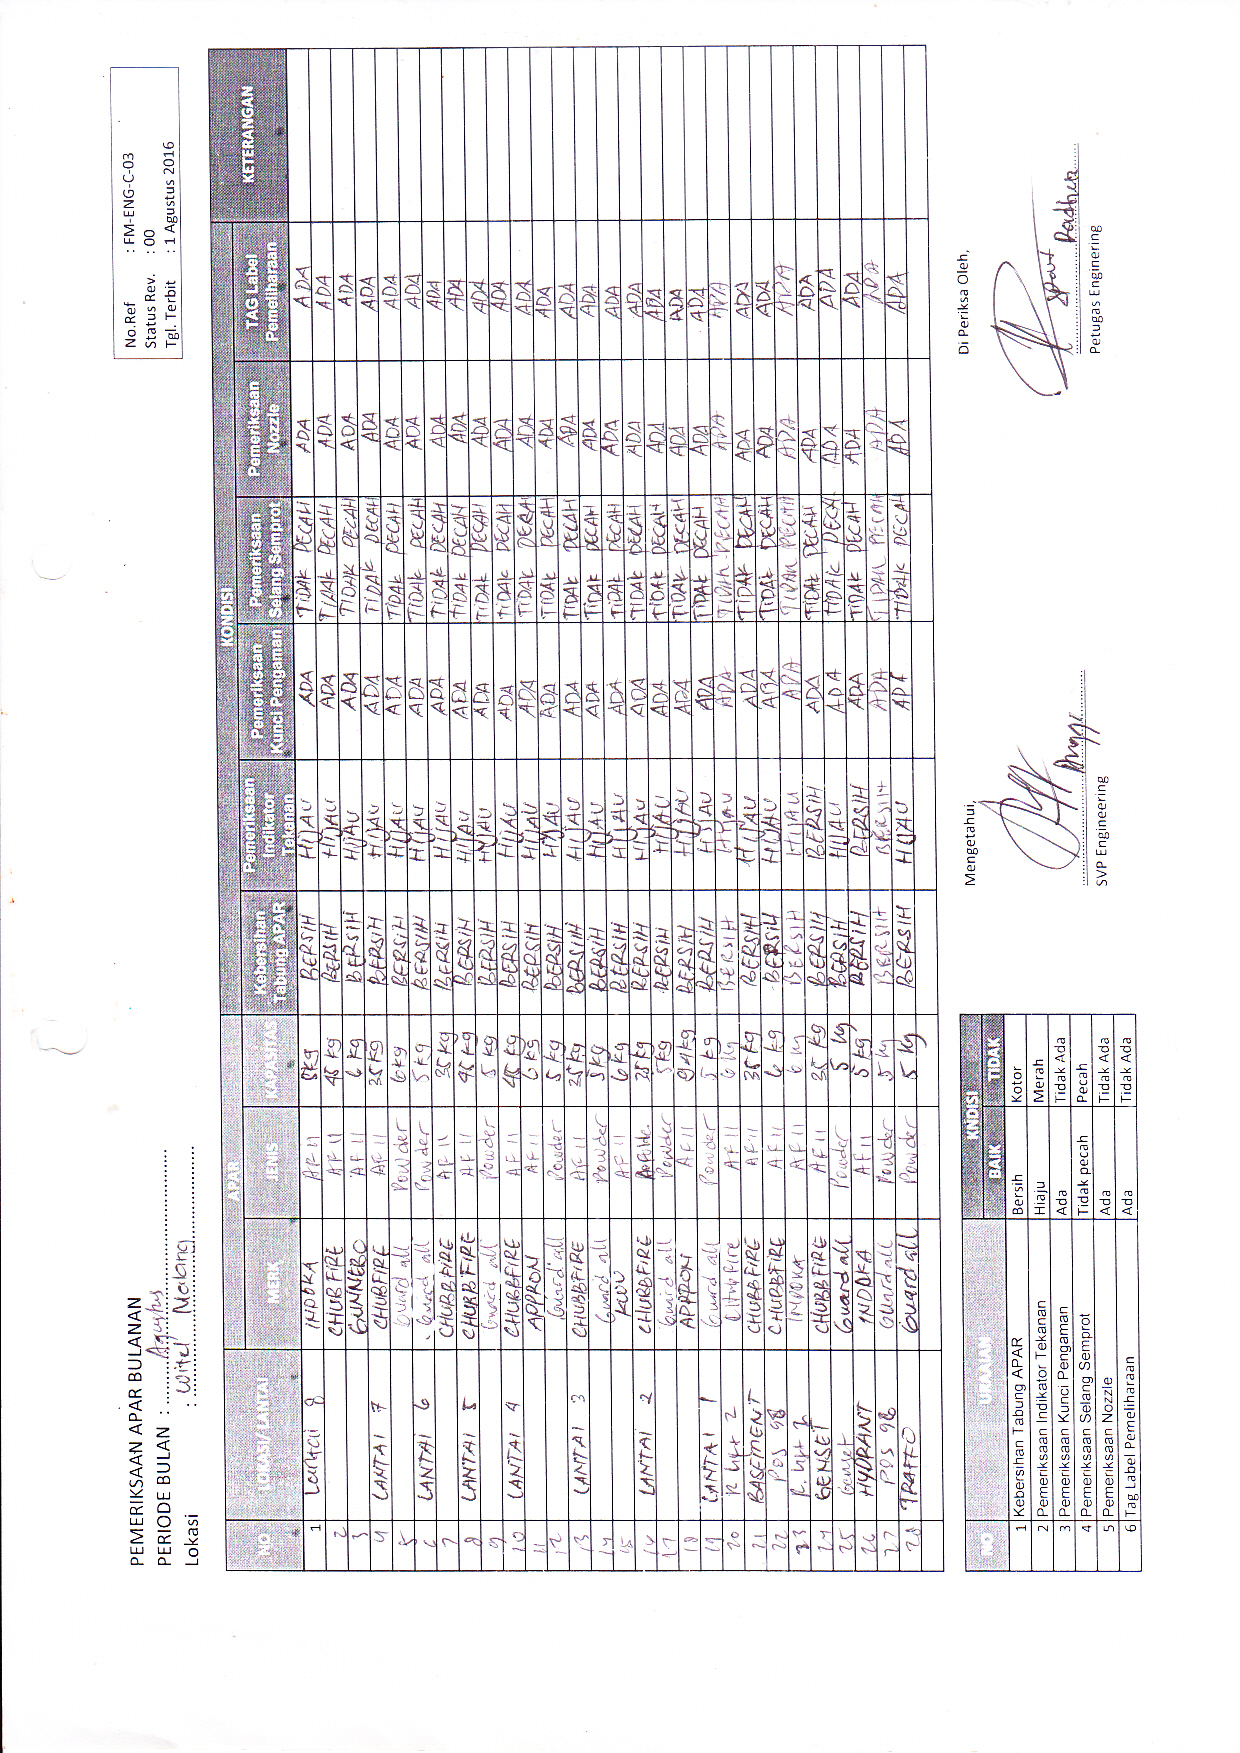 PEMERIKSAAN APAR BULANAN
PERIODE BULAN : Agustus
Lokasi : Witel Malang
No.Ref : FM-ENG-C-03
Status Rev. : 00
Tgl. Terbit : 1 Agustus 2016
NO LOKASI/ LANTAI APAR KONDISI KETERANGAN
MERK JENIS KAPASITAS Kebersihan Tabung APAR Pemeriksaan Indikator Tekanan Pemeriksaan Kunci Pengaman Pemeriksaan Selang Semprot Pemeriksaan Nozzle TAG Label Pemeliharaan
1 Lantai 8 INDOKA AF 11 8kg BERSIH HIJAU ADA TIDAK PECAH ADA ADA
2 CHUB FIRE AF 11 45 kg BERSIH HIJAU ADA TIDAK PECAH ADA ADA
3 GUNNEBO AF 11 6 kg BERSIH HIJAU ADA TIDAK PECAH ADA ADA
4 LANTAI 7 CHUBFIRE AF 11 35 kg BERSIH HIJAU ADA TIDAK PECAH ADA ADA
5 Guard all Powder 6kg BERSIH HIJAU ADA TIDAK PECAH ADA ADA
6 LANTAI 6 Guard all Powder 5 kg BERSIH HIJAU ADA TIDAK PECAH ADA ADA
7 CHUBBFIRE AF 11 35 kg BERSIH HIJAU ADA TIDAK PECAH ADA ADA
8 LANTAI 5 CHUBBFIRE AF 11 45 kg BERSIH HIJAU ADA TIDAK PECAH ADA ADA
9 Guard all Powder 5 kg BERSIH HIJAU ADA TIDAK PECAH ADA ADA
10 LANTAI 4 CHUBBFIRE AF 11 45 kg BERSIH HIJAU ADA TIDAK PECAH ADA ADA
11 APPRON AF 11 6 kg BERSIH HIJAU ADA TIDAK PECA ADA ADA
12 Guard all Powder 5 kg BERSIH HIJAU ADA TIDAK PECAH ADA ADA
13 LANTAI 3 CHUBBFIRE AF 11 25 kg BERSIH HIJAU ADA TIDAK PECAH ADA ADA
14 Guard all Powder 5 kg BERSIH HIJAU ADA TIDAK PECAH ADA ADA
15 AF 11 6 kg BERSIH HIJAU ADA TIDAK PECAH ADA ADA
16 LANTAI 2 CHUBBFIRE 35 kg BERSIH HIJAU ADA TIDAK PECAH ADA ADA
17 Guard all Powder 5kg BERSIH HIJAU ADA TIDAK PECAH ADA ADA
18 APPRON AF 11 kg BERSIH HIJAU ADA TIDAK PECAH ADA ADA
19 LANTAI 1 Guard all Powder 5 kg BERSIH HIJAU ADA TIDAK PECAH ADA ADA
20 R. lift 2 AF 11 6 kg BERSIH Hijau ADA TIDAK PECAH ADA ADA
21 BASEMENT CHUBBFIRE AF 11 35 kg BERSIH HIJAU ADA TIDAK PECAH ADA ADA
22 POS 98 CHUBBFIRE AF 11 6 kg BERSIH HIJAU ADA TIDAK PECAH ADA ADA
23 R. lift 2 INDOKA AF 11 6 kg BERSIH HIJAU ADA TIDAK PECAH ADA ADA
24 GENSET CHUBBFIRE AF 11 35 kg BERSIH BERSIH ADA TIDAK PECAH ADA ADA
25 Genset Guard all Powder 5 kg BERSIH HIJAU ADA TIDAK PECA ADA ADA
26 HYDRANT INDOKA AF 11 5 kg BERSIH BERSIH ADA TIDAK PECAH ADA ADA
27 POS 98 Guard all Powder 5 kg BERSIH BERSIH ADA TIDAK PECAH ADA ADA
28 TRAFFO Guard all Powder 5 kg BERSIH HIJAU ADA TIDAK PECAH ADA ADA
NO URAAIAN KNDISI
BAIK TIDAK
1 Kebersihan Tabung APAR Bersih Kotor
2 Pemeriksaan Indikator Tekanan Hiaju Merah
3 Pemeriksaan Kunci Pengaman Ada Tidak Ada
4 Pemeriksaan Selang Semprot Tidak pecah Pecah
5 Pemeriksaan Nozzle Ada Tidak Ada
6 Tag Label Pemeliharaan Ada Tidak Ada
Mengetahui,
Anggi
SVP Engineering
Di Periksa Oleh,
Petugas Enginering